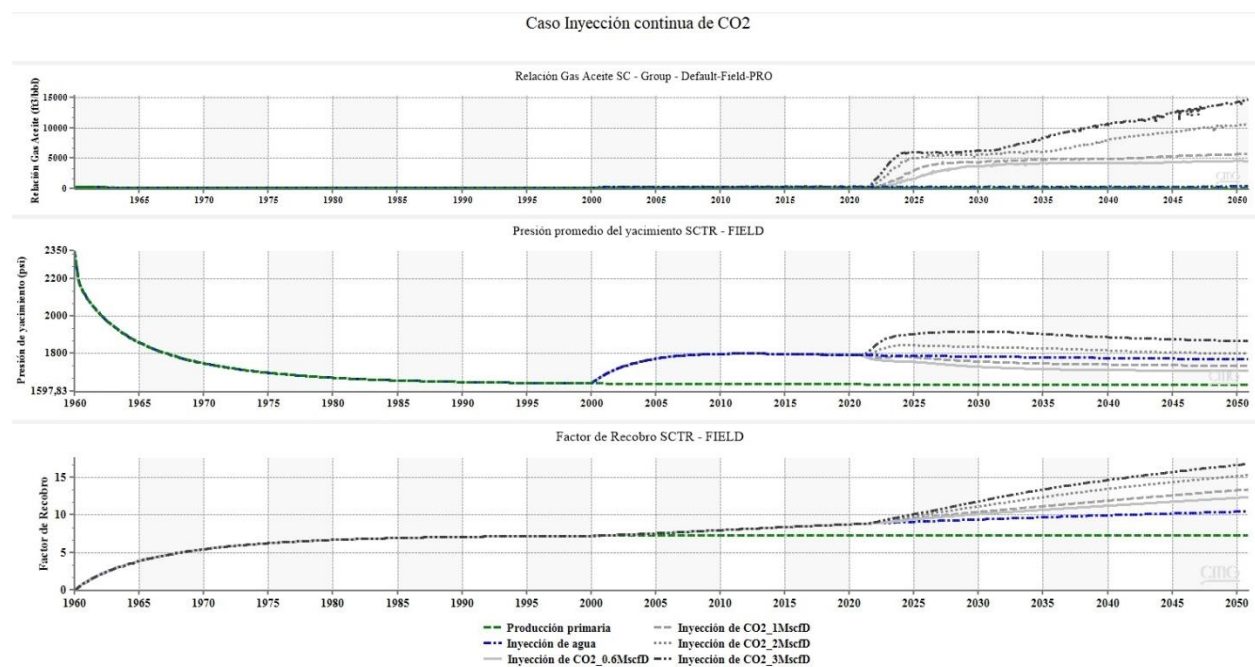 Caso Inyección continua de CO2
Relación Gas Aceite SC - Group - Default-Field-PRO
Relación Gas Aceite (ft3/bbl)
15000
10000
5000
0
1965 1970 1975 1980 1985 1990 1995 2000 2005 2010 2015 2020 2025 2030 2035 2040 2045 2050
CMG
Presión promedio del yacimiento SCTR - FIELD
Presión de yacimiento (psi)
2350
2200
2000
1800
1597,83
1960 1965 1970 1975 1980 1985 1990 1995 2000 2005 2010 2015 2020 2025 2030 2035 2040 2045 2050
CMG
Factor de Recobro SCTR - FIELD
Factor de Recobro
15
10
5
0
1960 1965 1970 1975 1980 1985 1990 1995 2000 2005 2010 2015 2020 2025 2030 2035 2040 2045 2050
CMG
Producción primaria Inyección de CO2_1MscfD
Inyección de agua Inyección de CO2_2MscfD
Inyección de CO2_0.6MscfD Inyección de CO2_3MscfD